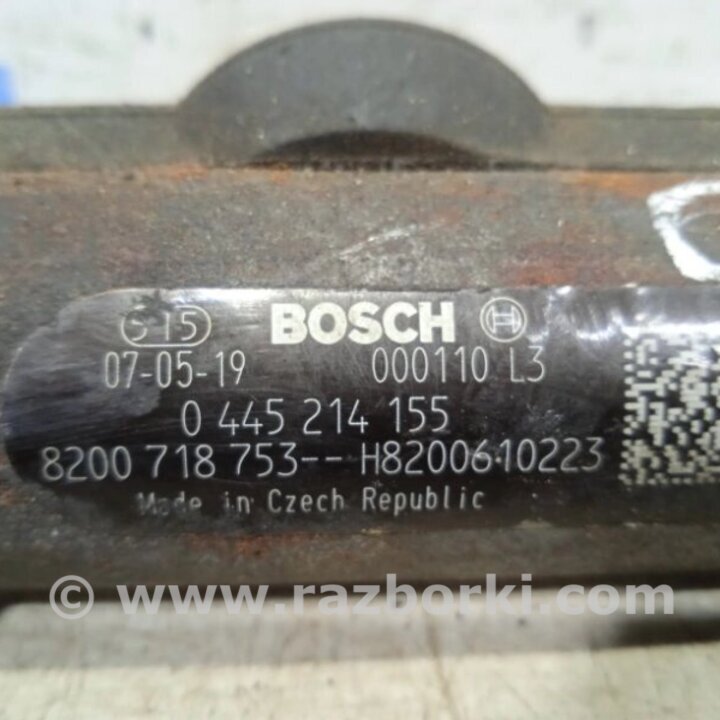 S15 BOSCH
07-05-19 000110 L3
0 445 214 155
8200 718 753-- H8200610223
Made in Czech Republic
© www.razborki.com